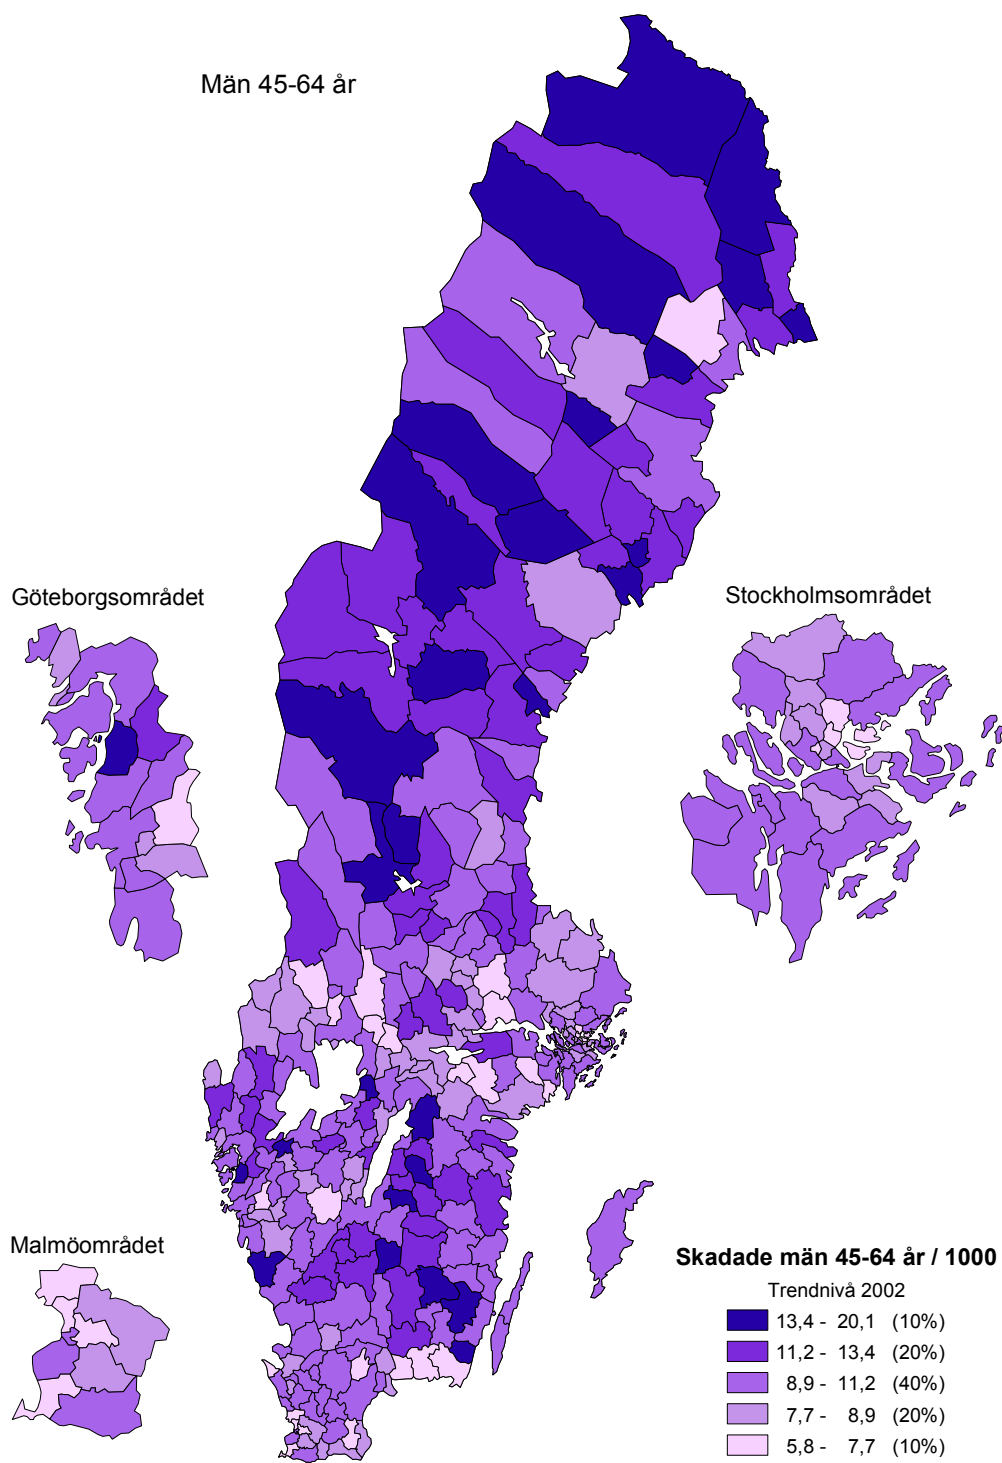 Män 45-64 år
Göteborgsområdet
Stockholmsområdet
Malmöområdet
Skadade män 45-64 år / 1000
Trendnivå 2002
13,4 - 20,1 (10%)
11,2 - 13,4 (20%)
8,9 - 11,2 (40%)
7,7 - 8,9 (20%)
5,8 - 7,7 (10%)